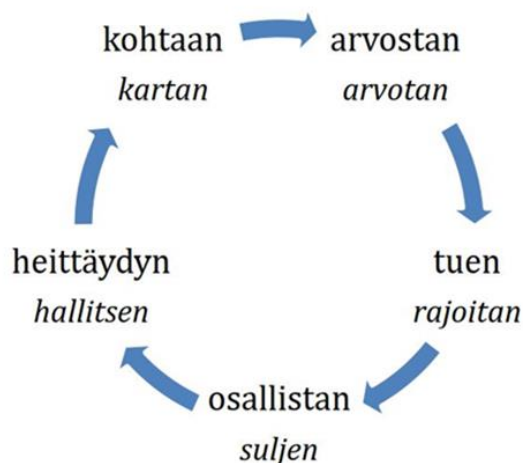 kohtaan
kartan
arvostan
arvotan
tuen
rajoitan
osallistan
suljen
heittäydyn
hallitsen